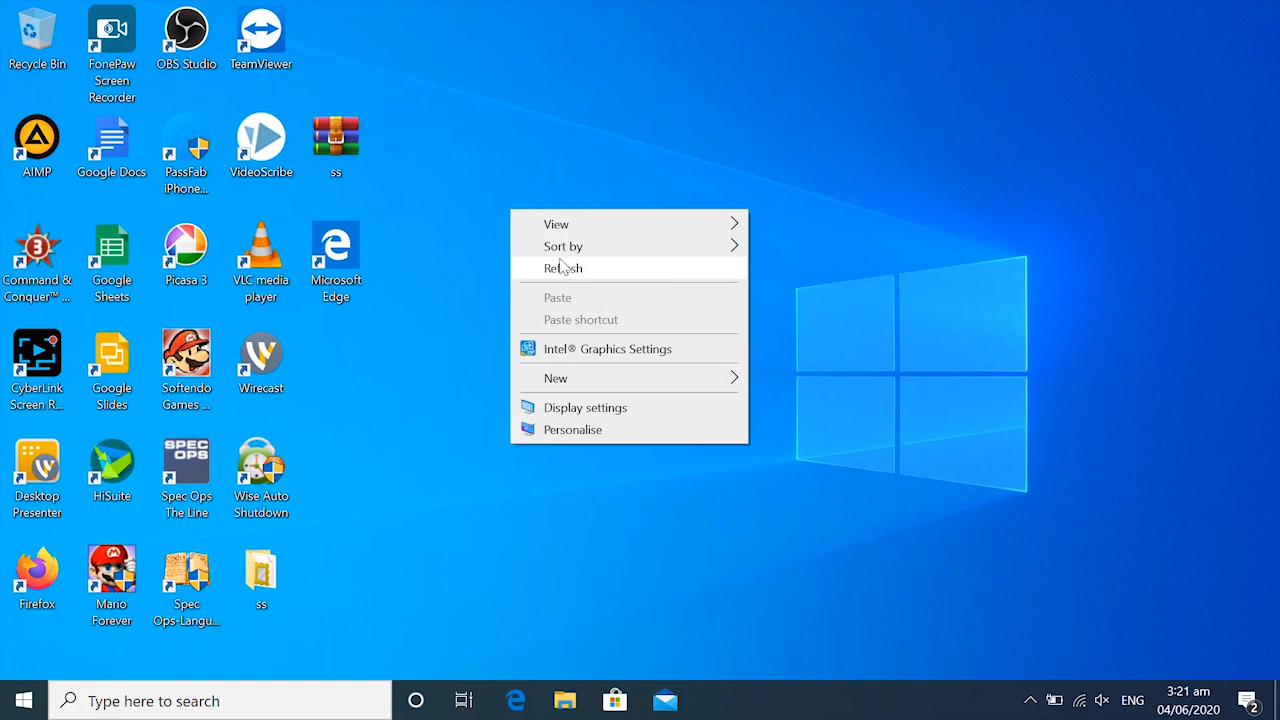 Recycle Bin
FonePaw
Screen
Recorder
OBS Studio
TeamViewer
AIMP
Google Docs
PassFab
iPhone...
VideoScribe
ss
Command &
Conquer™ ...
Google
Sheets
Picasa 3
VLC media
player
Microsoft
Edge
CyberLink
Screen R...
Google
Slides
Softendo
Games ...
Wirecast
Desktop
Presenter
HiSuite
SPEC
OPS
Spec Ops
The Line
Wise Auto
Shutdown
Firefox
Mario
Forever
Spec
Ops-Langu...
ss
View
Sort by
Refresh
Paste
Paste shortcut
Intel® Graphics Settings
New
Display settings
Personalise
Type here to search
ENG
3:21 am
04/06/2020
2